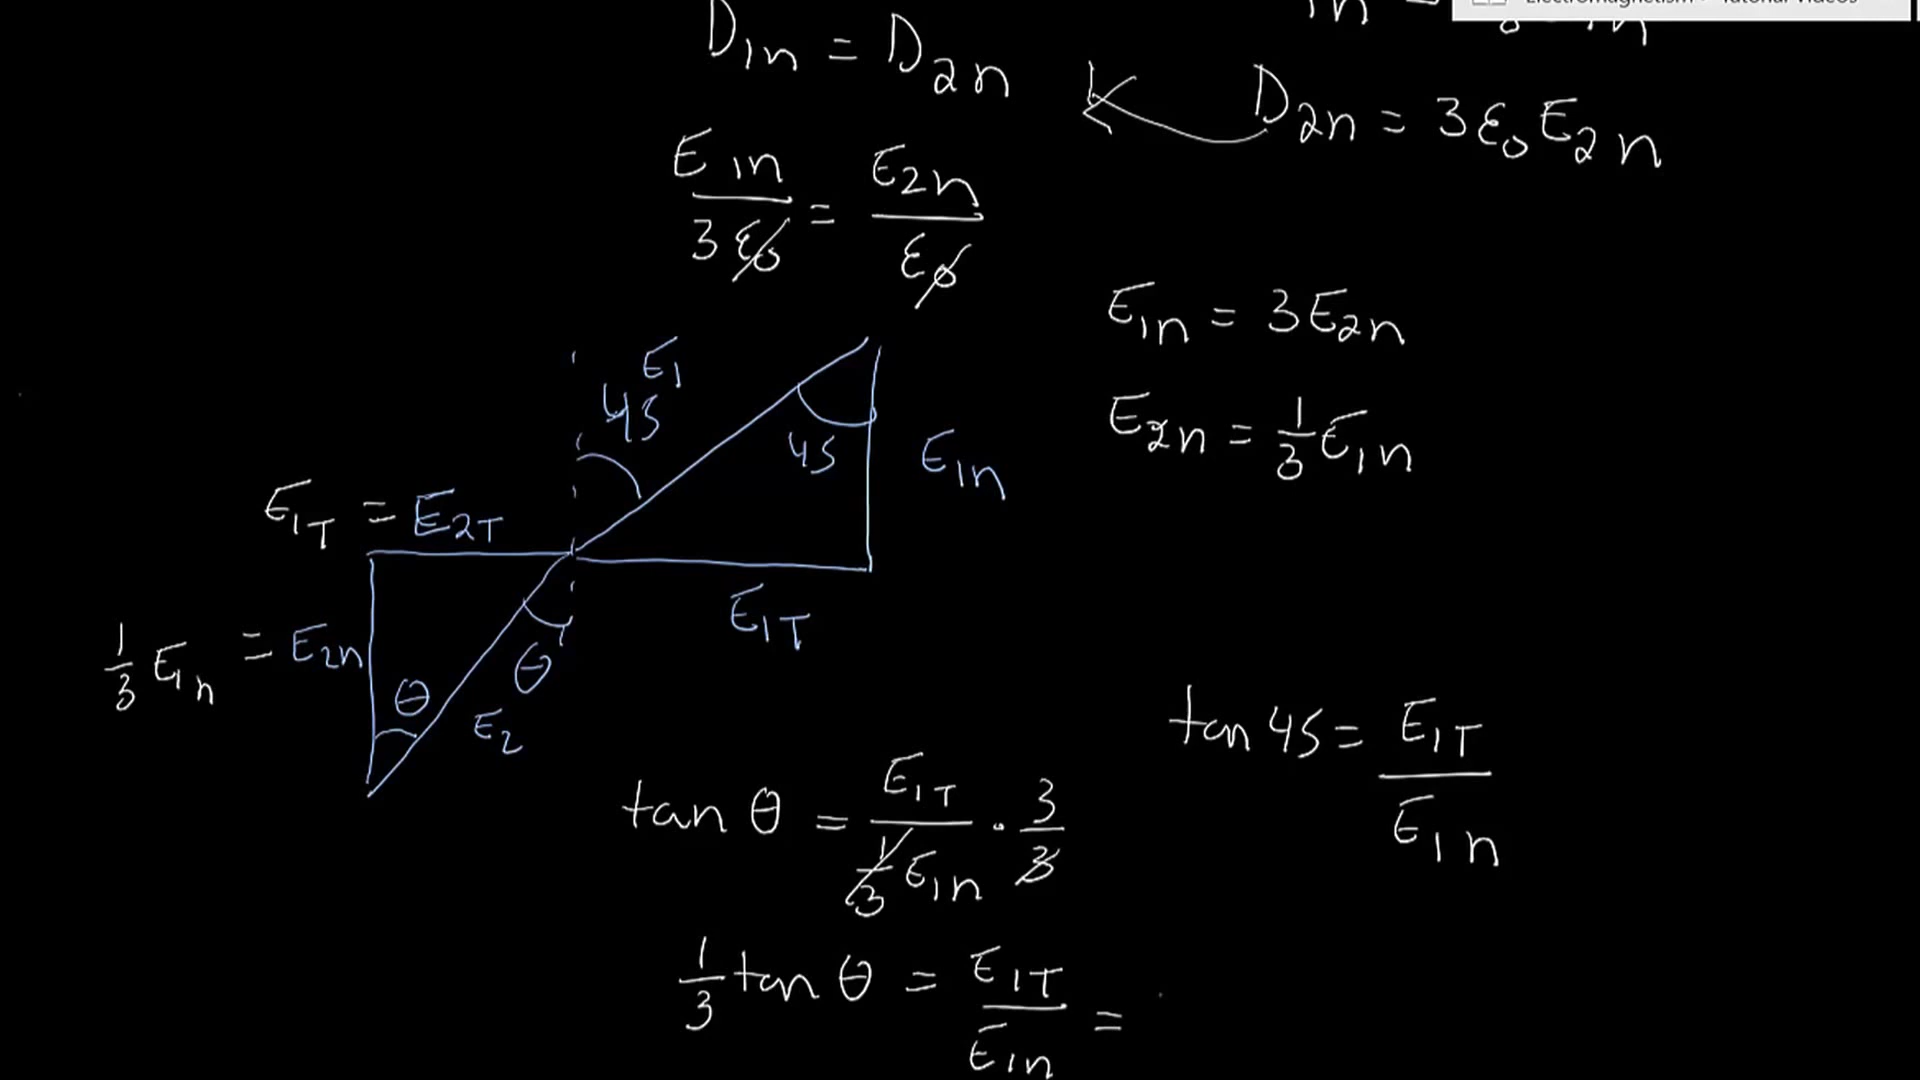 D1n = D2n
D2n = 3ε0E2n
E1n/3ε0 = E2n/ε0
E1n = 3E2n
E2n = 1/3 E1n
E1
45
45
E1n
E1T = E2T
E1T
1/3 E1n = E2n
θ
θ
E2
tan 45 = E1T/E1n
tan θ = E1T/(1/3 E1n) · 3/3
1/3 tan θ = E1T/E1n =